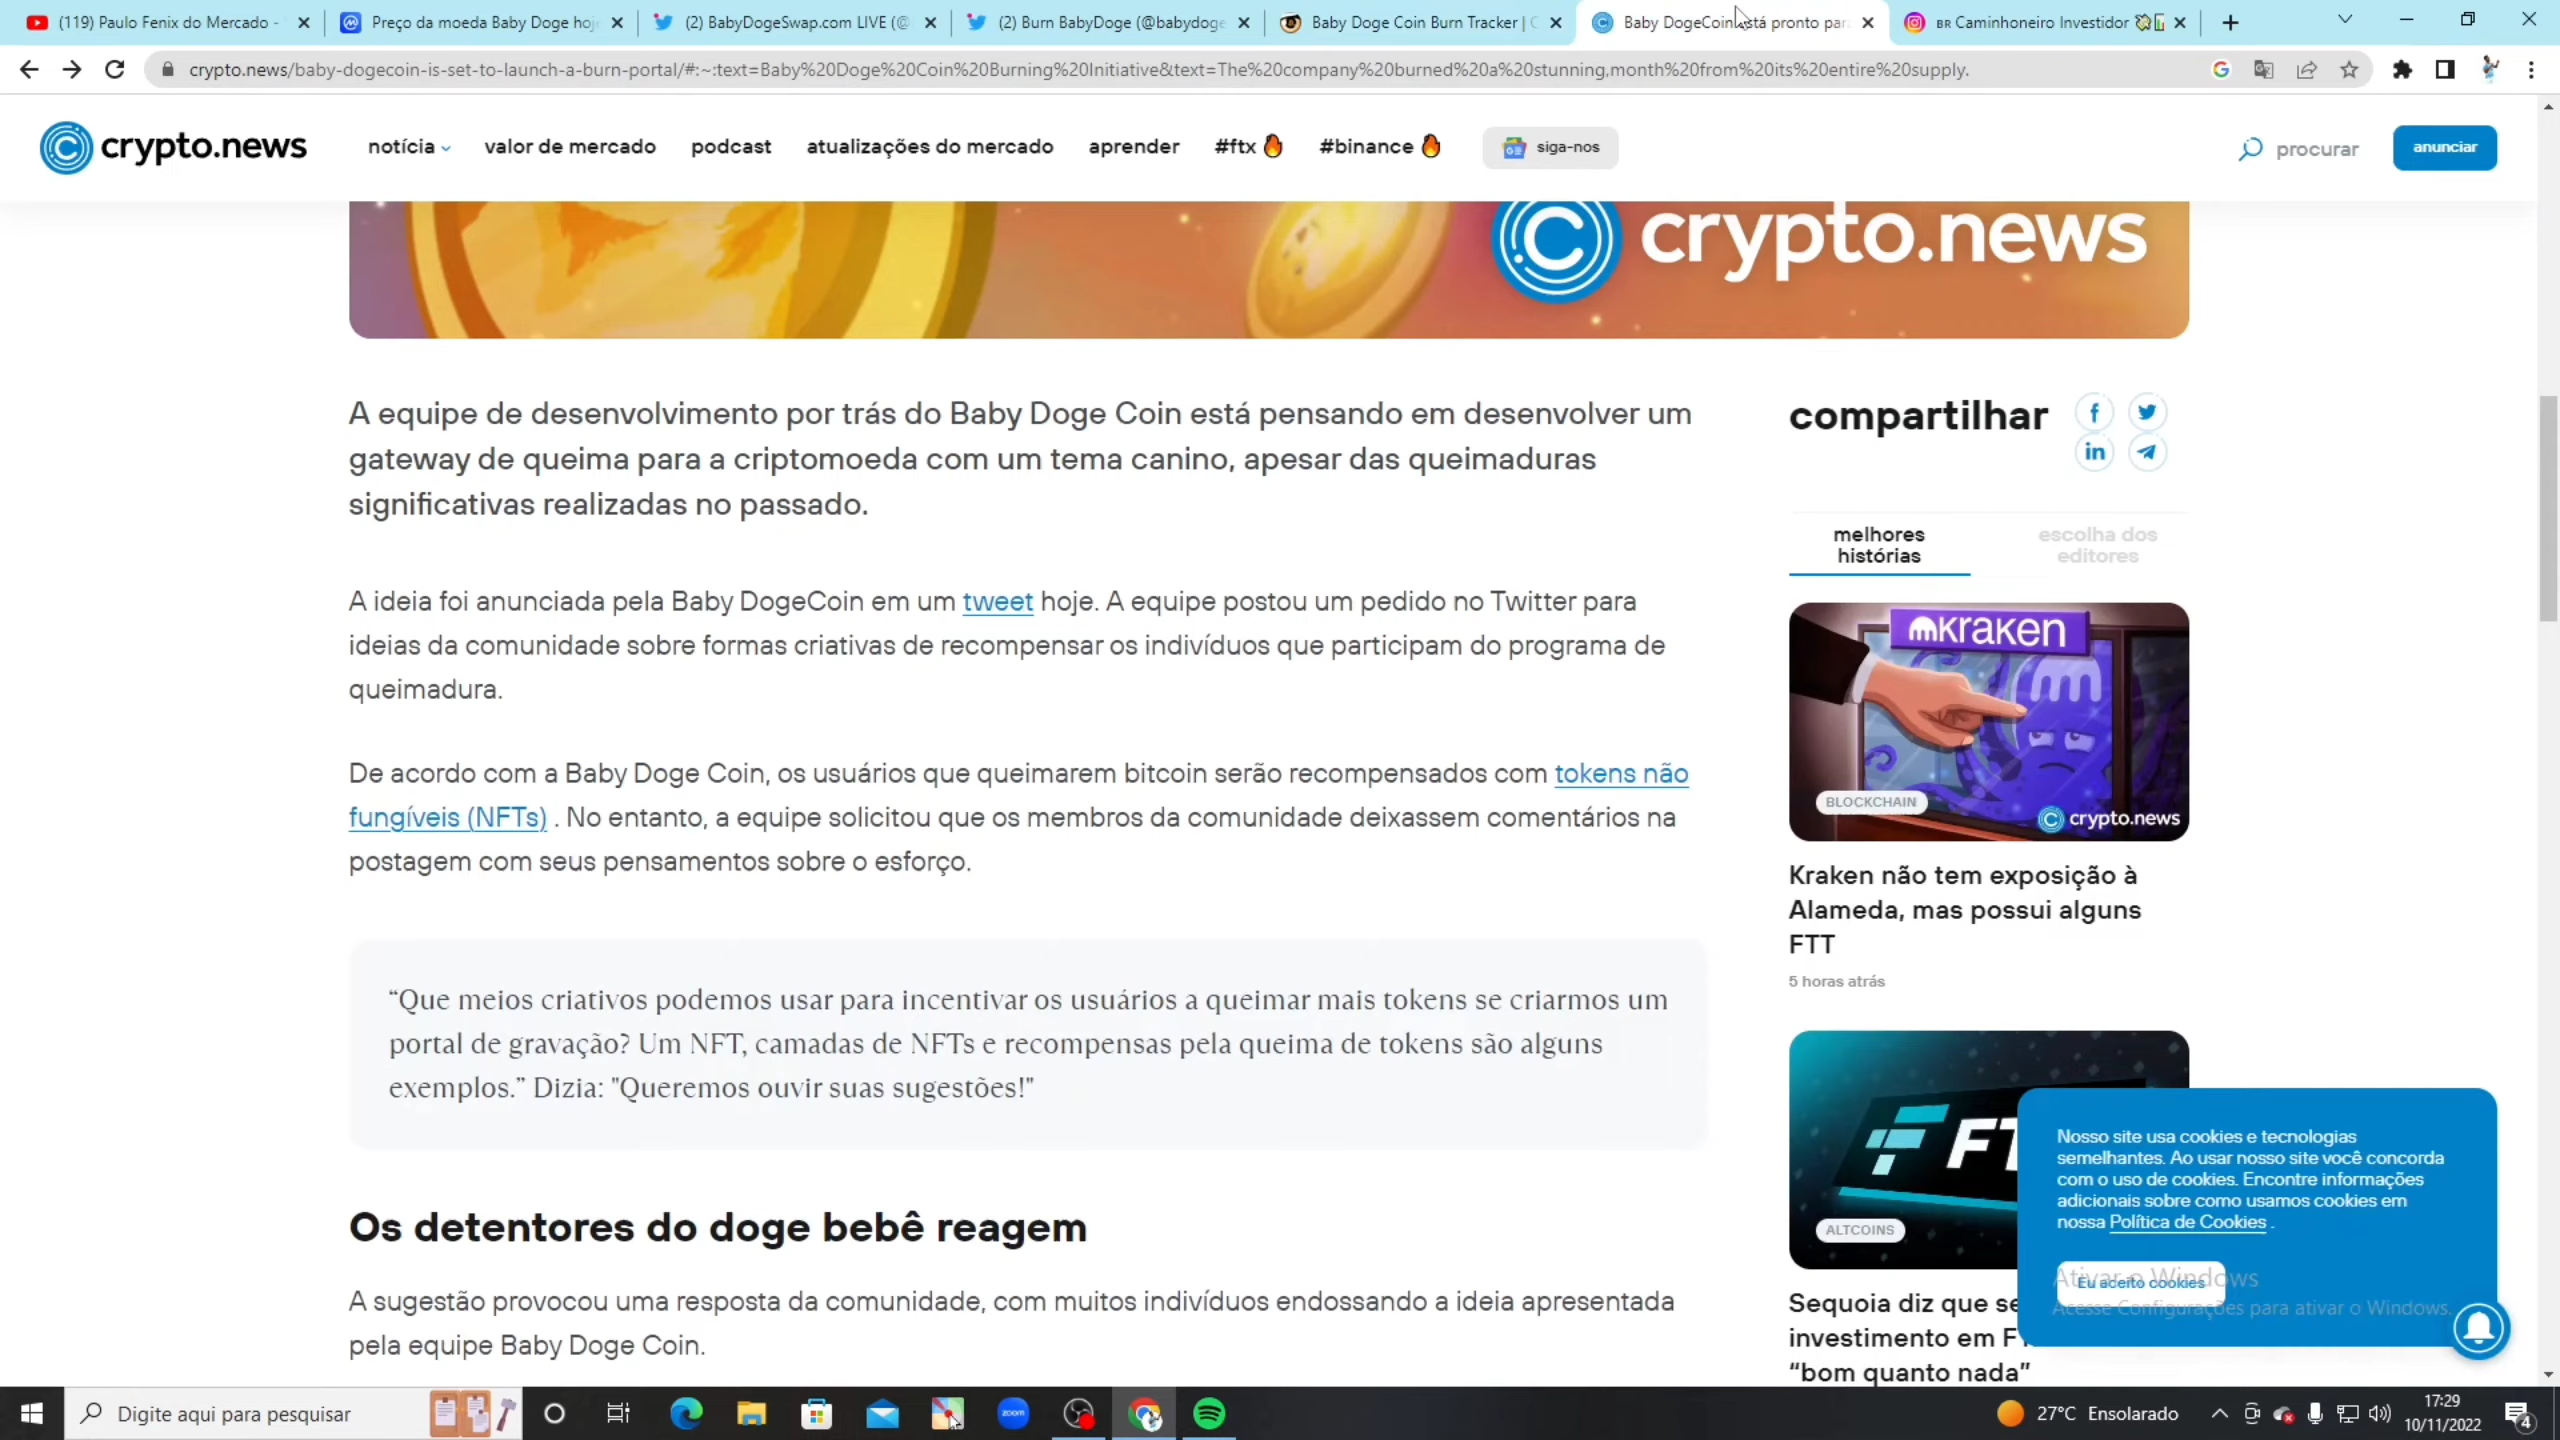 (119) Paulo Fenix do Mercado -
Preço da moeda Baby Doge hoj
(2) BabyDogeSwap.com LIVE (@
(2) Burn BabyDoge (@babydoge
Baby Doge Coin Burn Tracker |
Baby DogeCoin está pronto par
BR Caminhoneiro Investidor
crypto.news/baby-dogecoin-is-set-to-launch-a-burn-portal/#:~:text=Baby%20Doge%20Coin%20Burning%20Initiative&text=The%20company%20burned%20a%20stunning,month%20from%20its%20entire%20supply.
crypto.news
notícia
valor de mercado
podcast
atualizações do mercado
aprender
#ftx 🔥
#binance 🔥
siga-nos
procurar
anunciar
crypto.news
A equipe de desenvolvimento por trás do Baby Doge Coin está pensando em desenvolver um
gateway de queima para a criptomoeda com um tema canino, apesar das queimaduras
significativas realizadas no passado.
A ideia foi anunciada pela Baby DogeCoin em um tweet hoje. A equipe postou um pedido no Twitter para
ideias da comunidade sobre formas criativas de recompensar os indivíduos que participam do programa de
queimadura.
De acordo com a Baby Doge Coin, os usuários que queimarem bitcoin serão recompensados com tokens não
fungíveis (NFTs) . No entanto, a equipe solicitou que os membros da comunidade deixassem comentários na
postagem com seus pensamentos sobre o esforço.
“Que meios criativos podemos usar para incentivar os usuários a queimar mais tokens se criarmos um
portal de gravação? Um NFT, camadas de NFTs e recompensas pela queima de tokens são alguns
exemplos.” Dizia: "Queremos ouvir suas sugestões!"
Os detentores do doge bebê reagem
A sugestão provocou uma resposta da comunidade, com muitos indivíduos endossando a ideia apresentada
pela equipe Baby Doge Coin.
compartilhar
melhores
histórias
escolha dos
editores
kraken
BLOCKCHAIN
crypto.news
Kraken não tem exposição à
Alameda, mas possui alguns
FTT
5 horas atrás
ALTCOINS
Sequoia diz que se
investimento em F
“bom quanto nada”
Nosso site usa cookies e tecnologias
semelhantes. Ao usar nosso site você concorda
com o uso de cookies. Encontre informações
adicionais sobre como usamos cookies em
nossa Política de Cookies .
Eu aceito cookies
Ativar o Windows
Acesse Configurações para ativar o Windows.
Digite aqui para pesquisar
zoom
27°C Ensolarado
17:29
10/11/2022
4